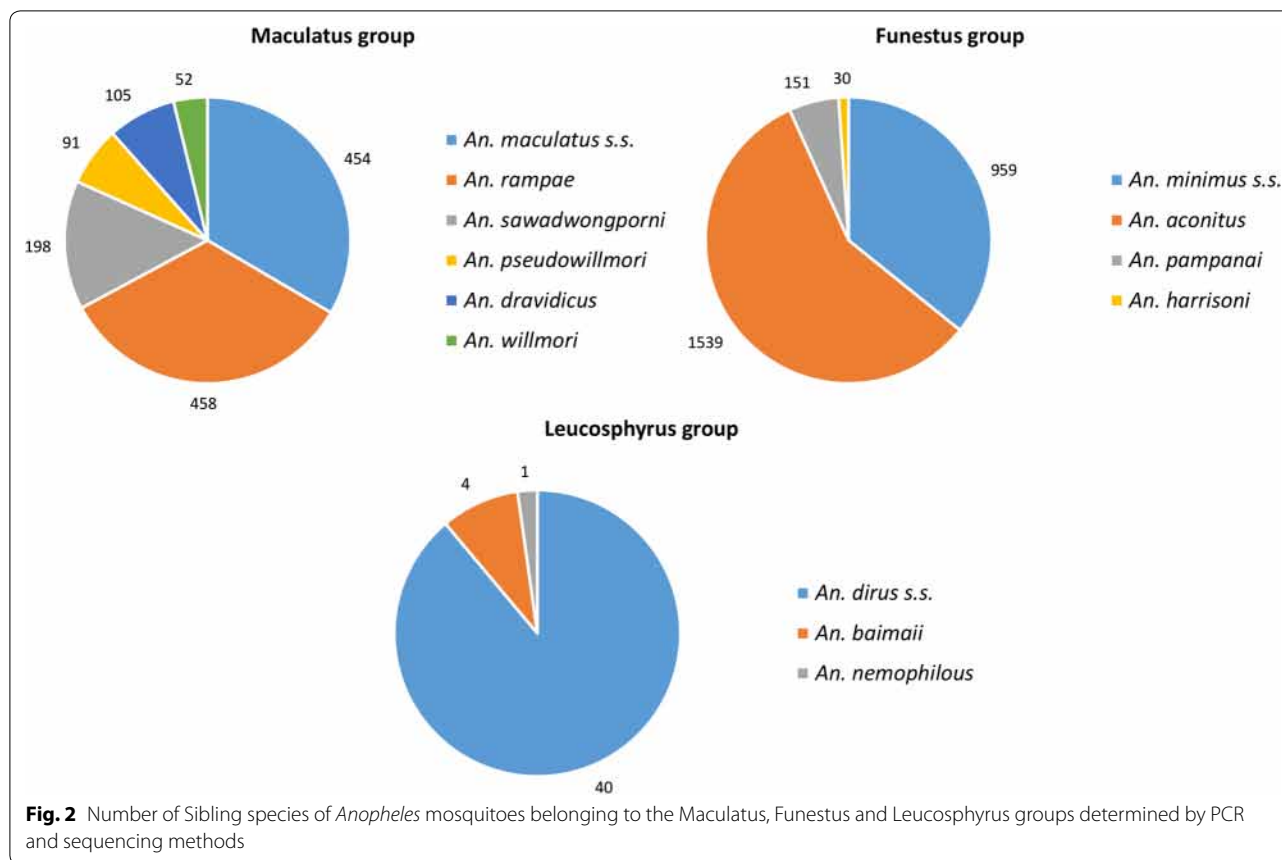 Maculatus group
52
105
91
454
198
458
An. maculatus s.s.
An. rampae
An. sawadwongporni
An. pseudowillmori
An. dravidicus
An. willmori
Funestus group
151
30
959
1539
An. minimus s.s.
An. aconitus
An. pampanai
An. harrisoni
Leucosphyrus group
1
4
40
An. dirus s.s.
An. baimaii
An. nemophilous
Fig. 2 Number of Sibling species of Anopheles mosquitoes belonging to the Maculatus, Funestus and Leucosphyrus groups determined by PCR
and sequencing methods